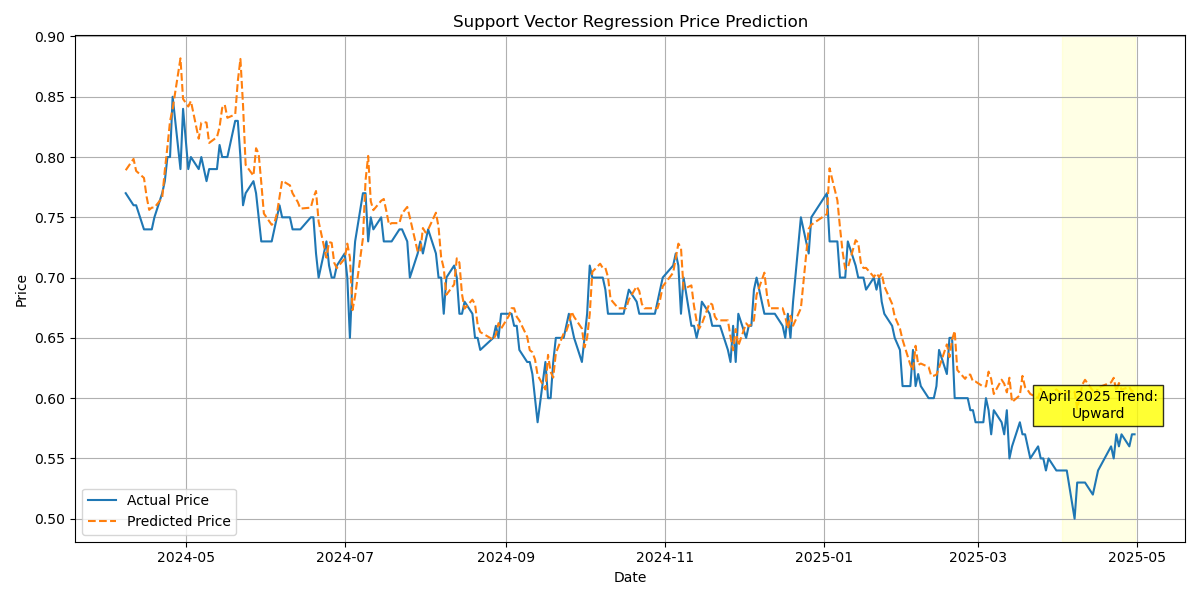 Support Vector Regression Price Prediction
0.90
0.85
0.80
0.75
0.70
0.65
0.60
0.55
0.50
Price
April 2025 Trend:
Upward
Actual Price
Predicted Price
2024-05
2024-07
2024-09
2024-11
2025-01
2025-03
2025-05
Date